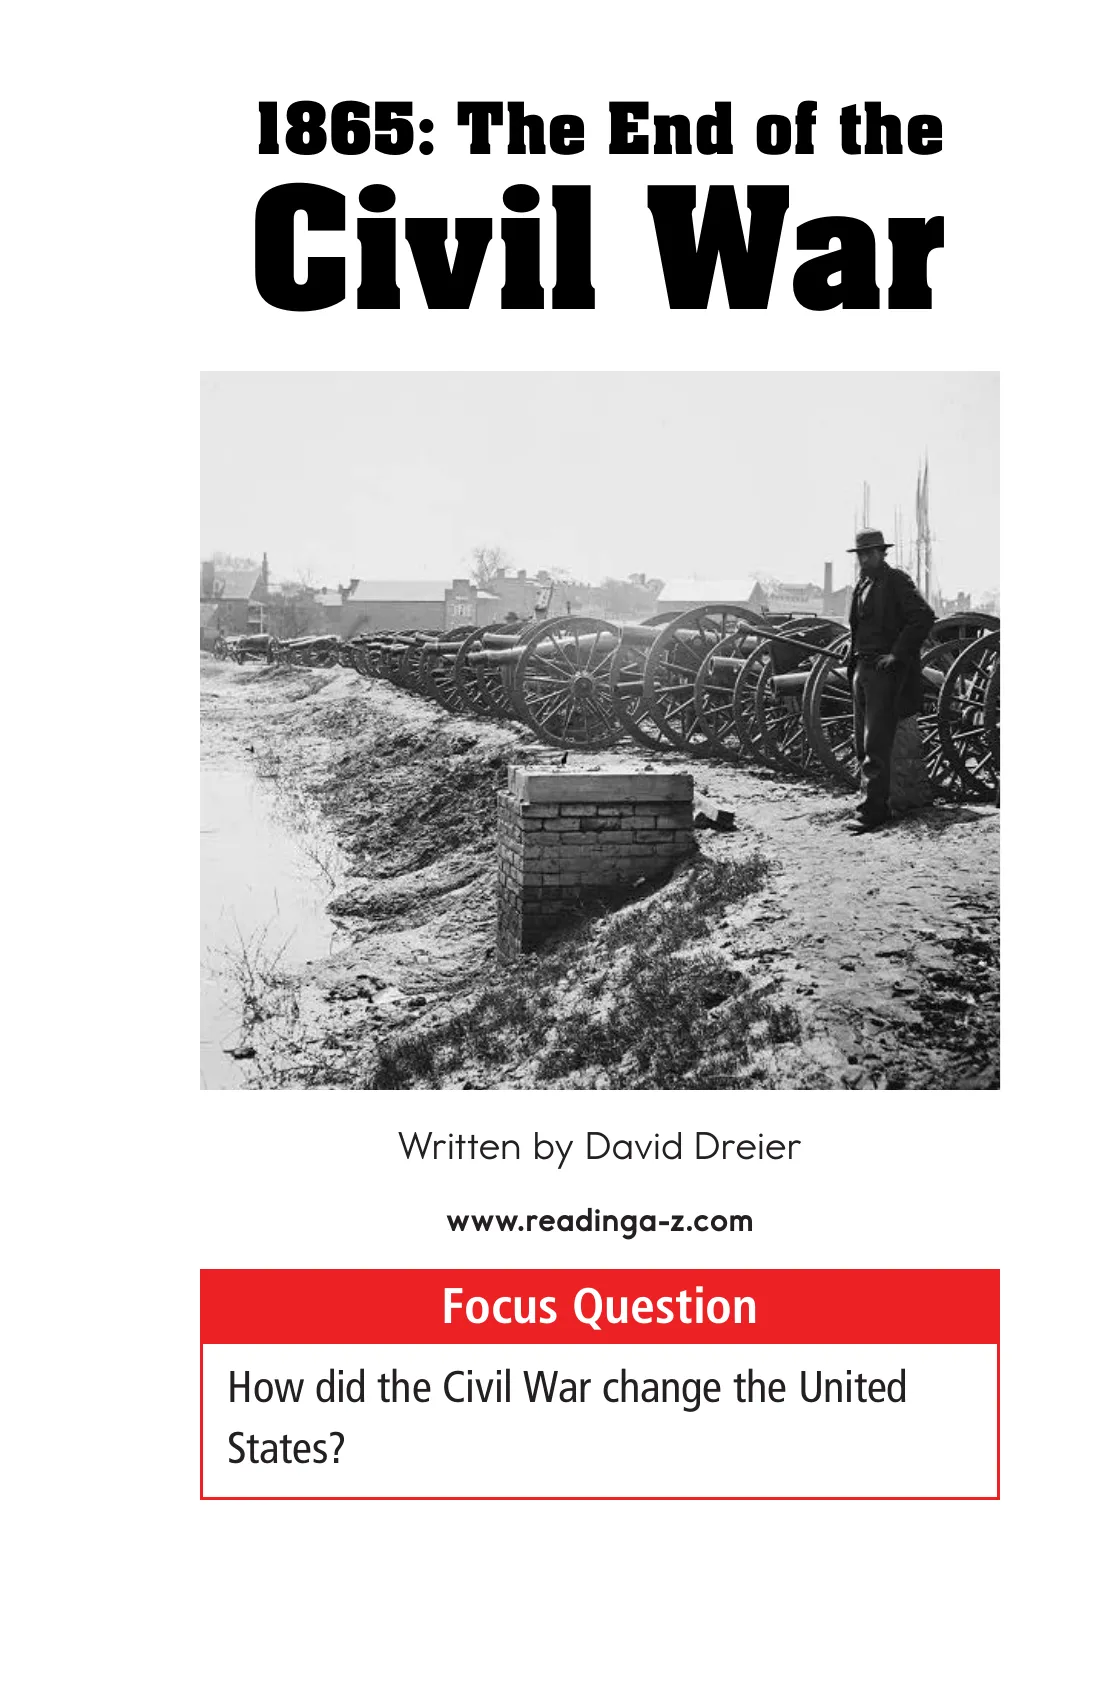 1865: The End of the
Civil War
Written by David Dreier
www.readinga-z.com
Focus Question
How did the Civil War change the United
States?